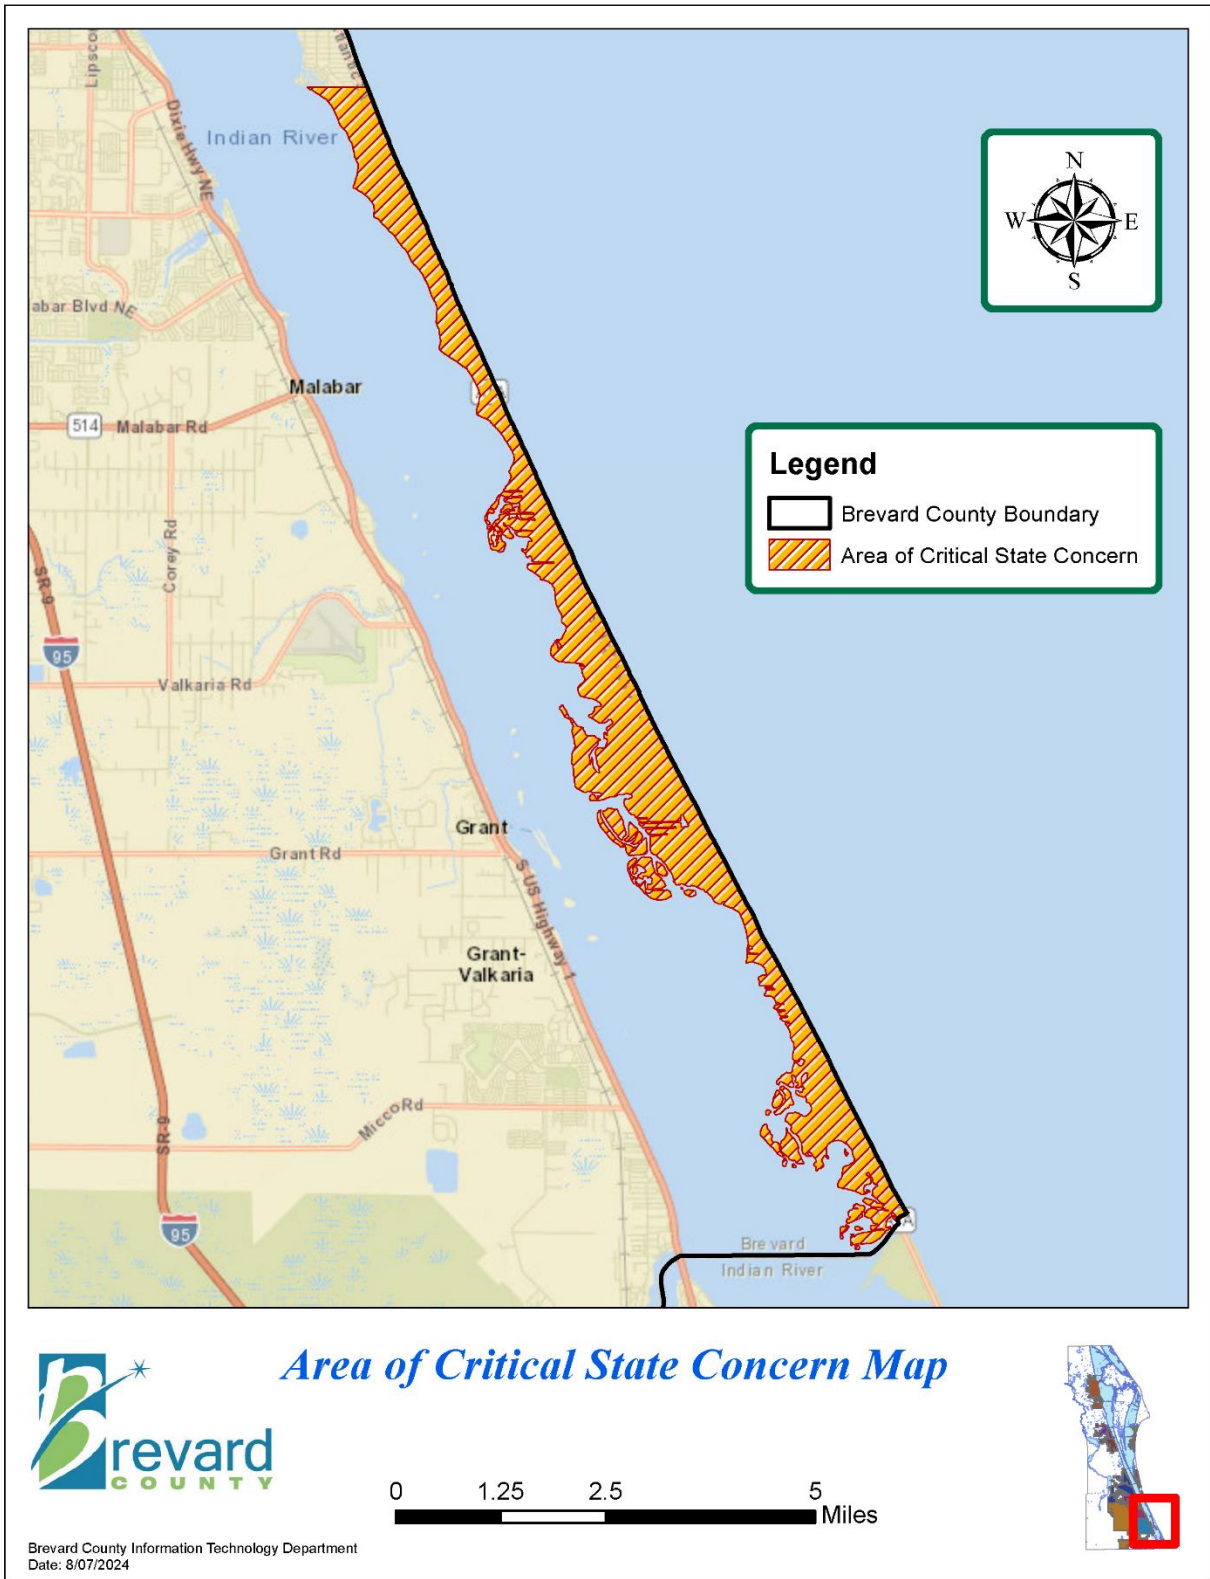 Lipsco
tlantic
Dixie Hwy NE
Indian River
abar Blvd NE
Malabar
514
Malabar Rd
Corey Rd
SR-9
95
Valkaria Rd
Grant
Grant Rd
S US Highway 1
Grant-
Valkaria
Micco Rd
SR-9
95
Brevard
Indian River
N
W
E
S
Legend
Brevard County Boundary
Area of Critical State Concern
Area of Critical State Concern Map
Brevard
COUNTY
0 1.25 2.5 5
Miles
Brevard County Information Technology Department
Date: 8/07/2024